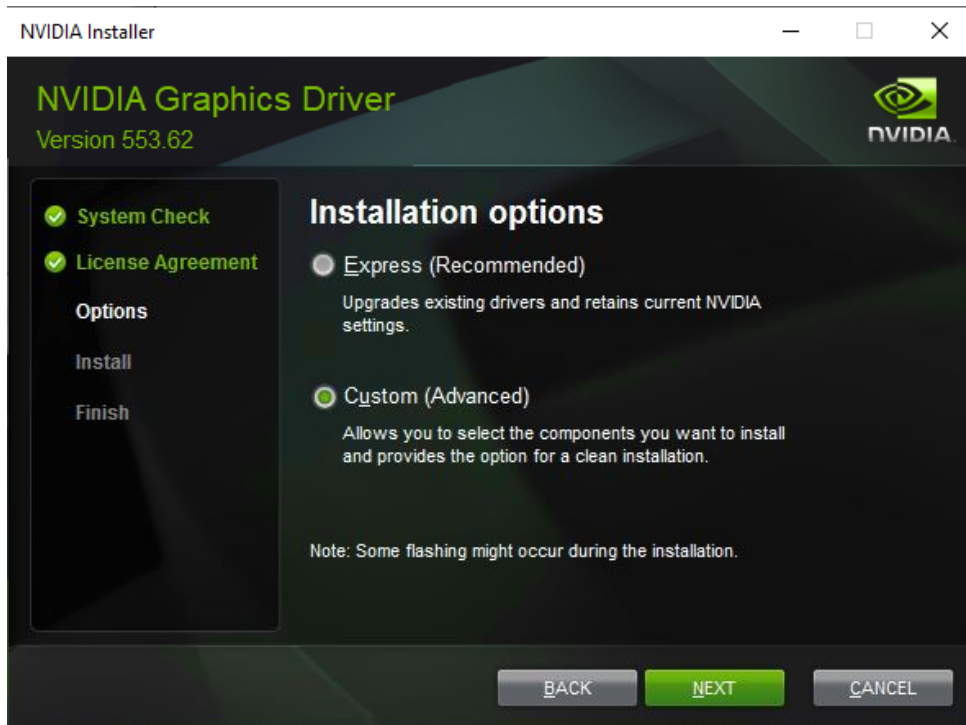 NVIDIA Installer
NVIDIA Graphics Driver
Version 553.62
NVIDIA.
System Check
License Agreement
Options
Install
Finish
Installation options
Express (Recommended)
Upgrades existing drivers and retains current NVIDIA
settings.
Custom (Advanced)
Allows you to select the components you want to install
and provides the option for a clean installation.
Note: Some flashing might occur during the installation.
BACK
NEXT
CANCEL